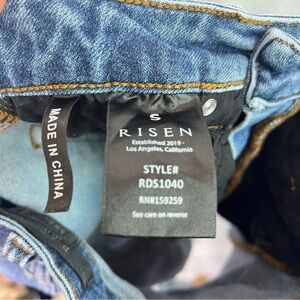 S
RISEN
Established 2019 -
Los Angeles, California
STYLE#
RDS1040
RN#159259
See care on reverse
MADE IN CHINA